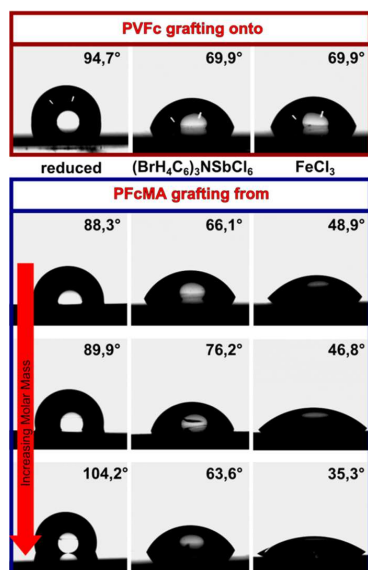 PVFc grafting onto
94,7°
69,9°
69,9°
reduced
(BrH₄C₆)₃NSbCl₆
FeCl₃
PFcMA grafting from
88,3°
66,1°
48,9°
Increasing Molar Mass
89,9°
76,2°
46,8°
104,2°
63,6°
35,3°